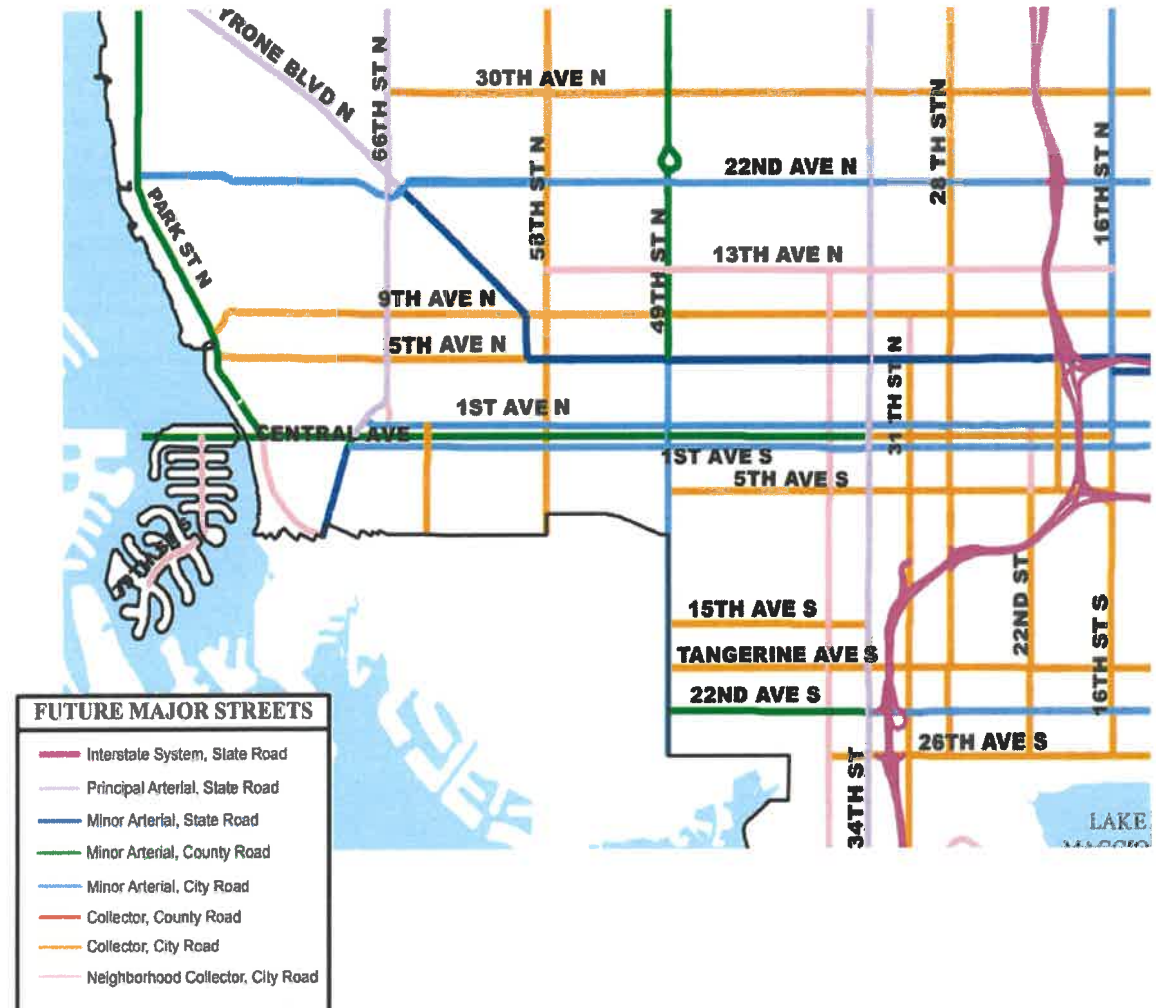 YRONE BLVD N
66TH ST N
30TH AVE N
58TH ST N
28 TH STN
16TH ST N
22ND AVE N
PARK ST N
49TH ST N
13TH AVE N
9TH AVE N
5TH AVE N
31 TH ST N
1ST AVE N
CENTRAL AVE
1ST AVE S
5TH AVE S
15TH AVE S
22ND ST
16TH ST S
TANGERINE AVE S
22ND AVE S
26TH AVE S
34TH ST
LAKE
FUTURE MAJOR STREETS
Interstate System, State Road
Principal Arterial, State Road
Minor Arterial, State Road
Minor Arterial, County Road
Minor Arterial, City Road
Collector, County Road
Collector, City Road
Neighborhood Collector, City Road